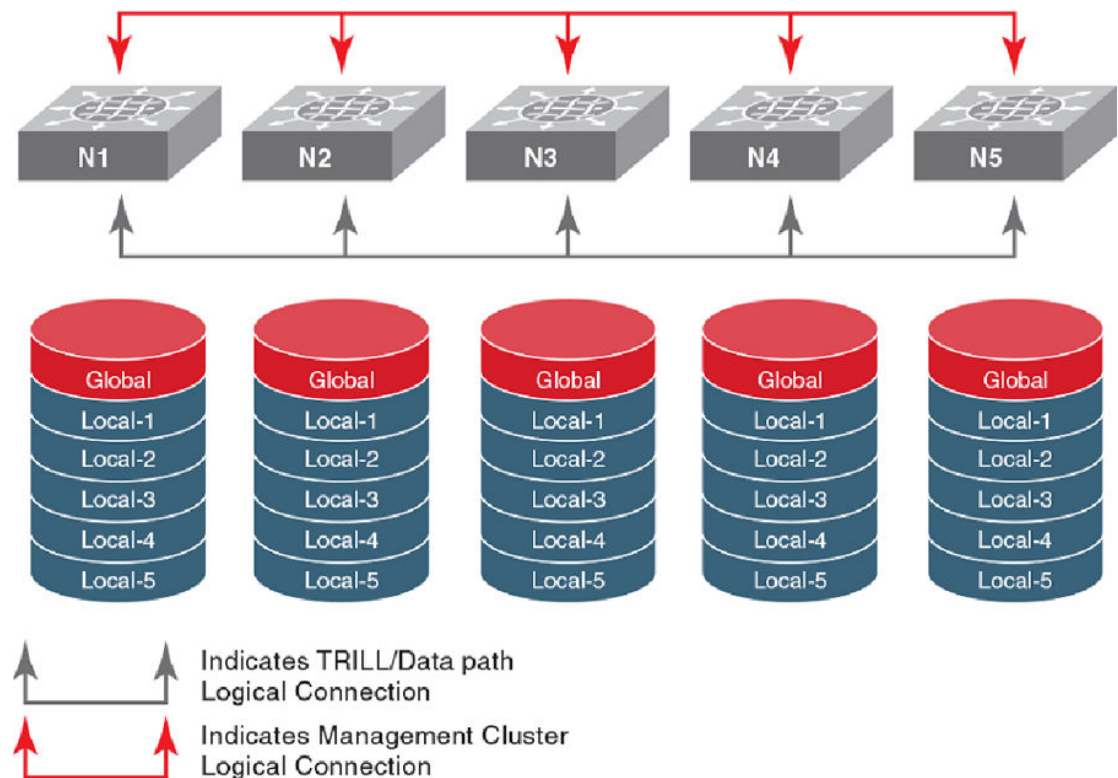 N1 N2 N3 N4 N5
Global Global Global Global Global
Local-1 Local-1 Local-1 Local-1 Local-1
Local-2 Local-2 Local-2 Local-2 Local-2
Local-3 Local-3 Local-3 Local-3 Local-3
Local-4 Local-4 Local-4 Local-4 Local-4
Local-5 Local-5 Local-5 Local-5 Local-5
Indicates TRILL/Data path
Logical Connection
Indicates Management Cluster
Logical Connection